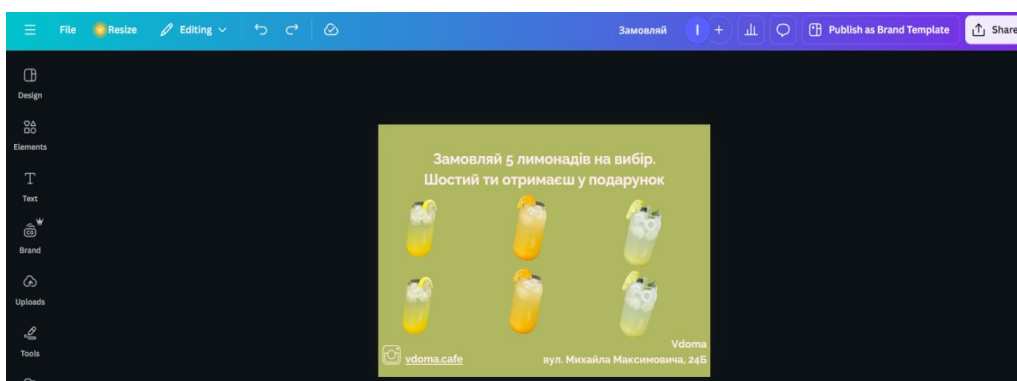 File Resize Editing Замовляй I + Publish as Brand Template Share
Design
Elements
Text
Brand
Uploads
Tools
Замовляй 5 лимонадів на вибір.
Шостий ти отримаєш у подарунок
Vdoma
vdoma.cafe вул. Михайла Максимовича, 24Б